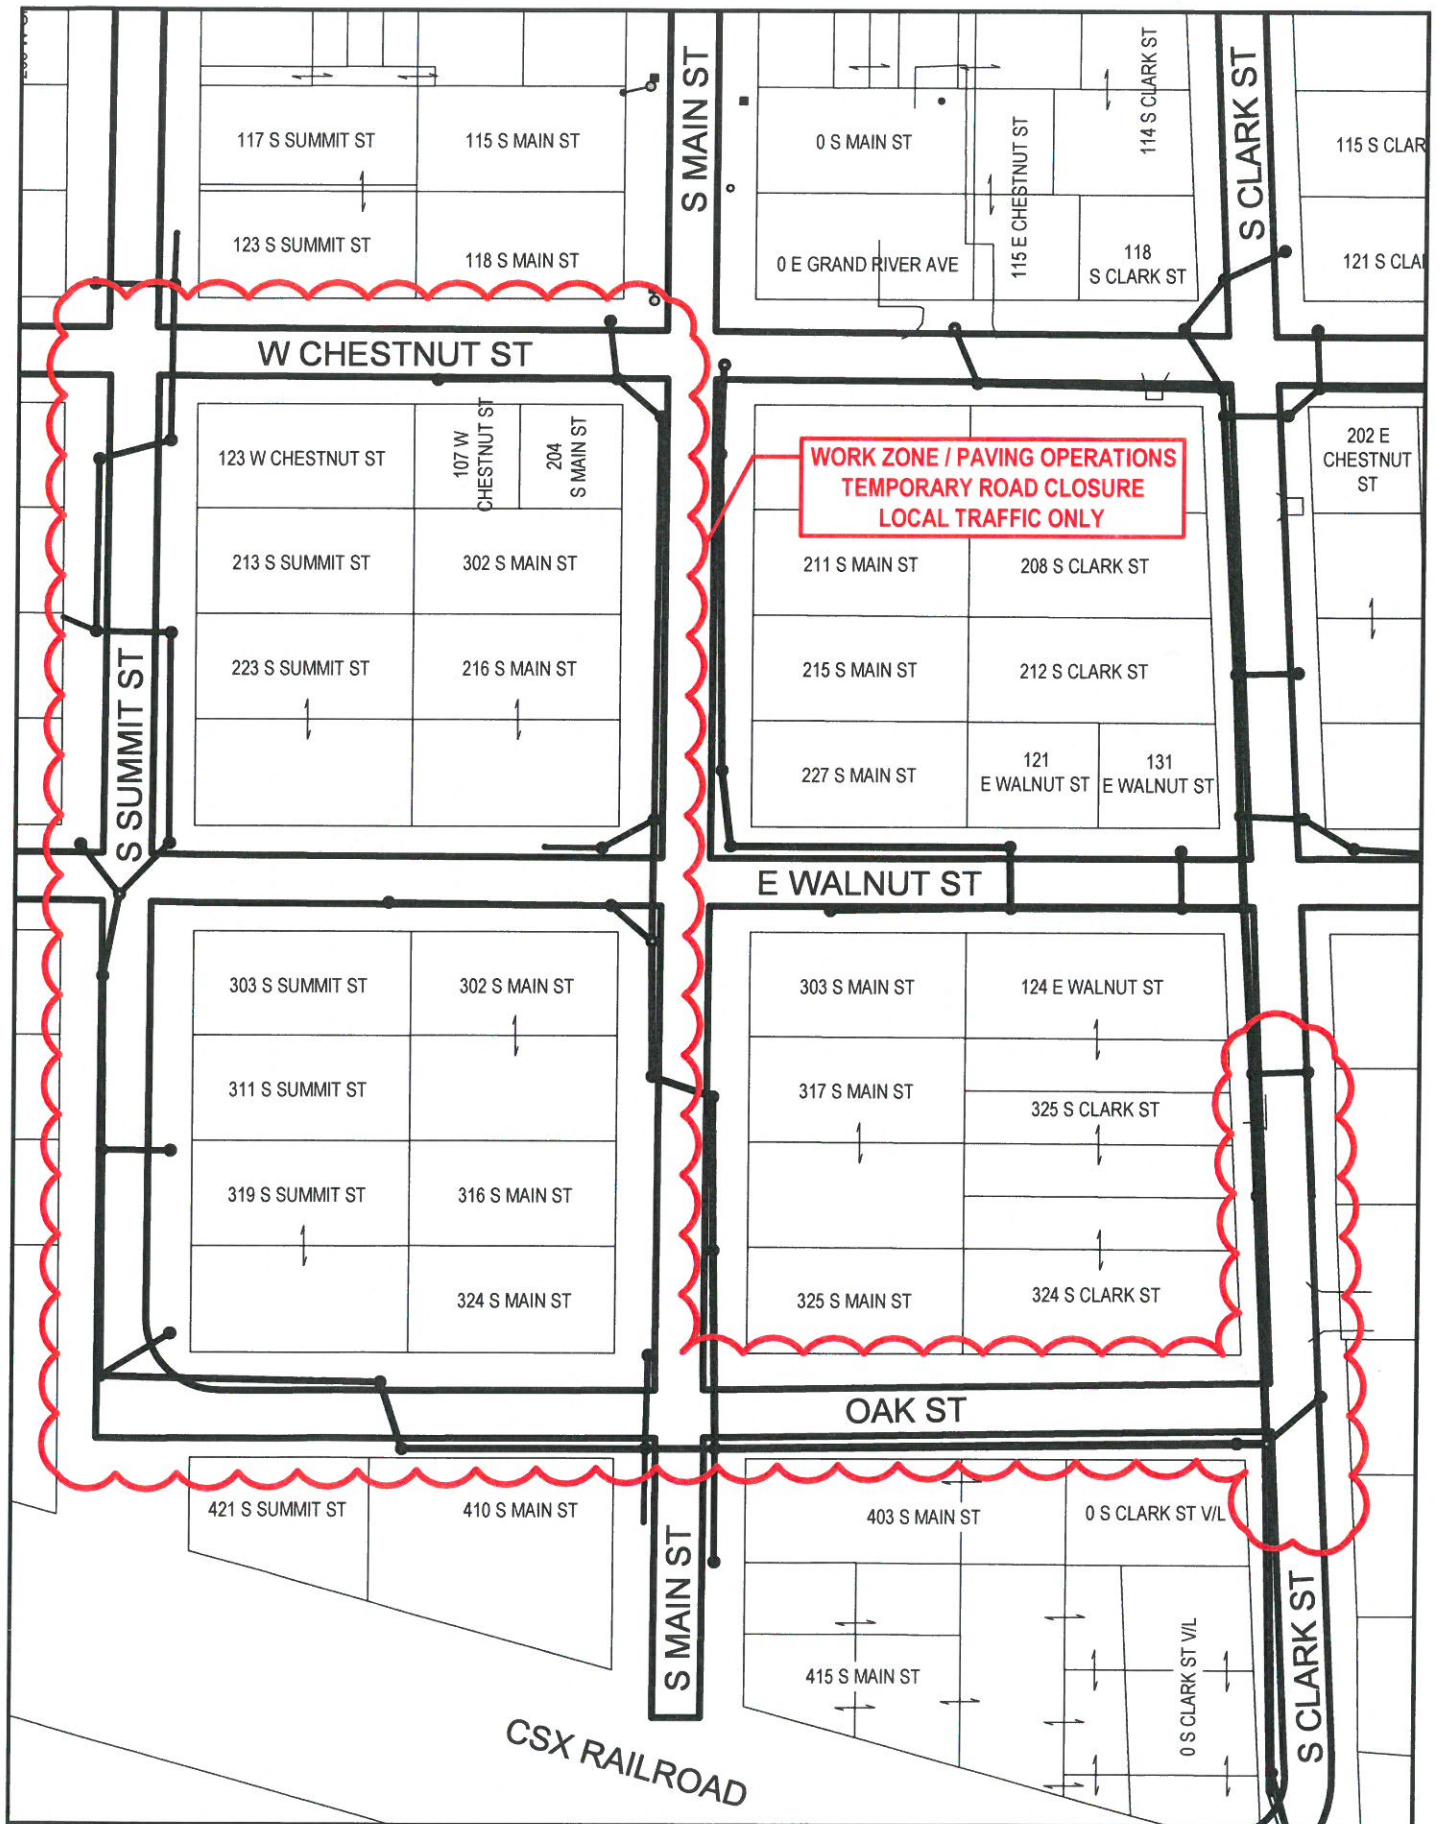 S MAIN ST
S CLARK ST
114 S CLARK ST
117 S SUMMIT ST
115 S MAIN ST
0 S MAIN ST
115 E CHESTNUT ST
115 S CLAR
123 S SUMMIT ST
118 S MAIN ST
0 E GRAND RIVER AVE
118
S CLARK ST
121 S CLAI
W CHESTNUT ST
123 W CHESTNUT ST
107 W
CHESTNUT ST
204
S MAIN ST
WORK ZONE / PAVING OPERATIONS
TEMPORARY ROAD CLOSURE
LOCAL TRAFFIC ONLY
202 E
CHESTNUT
ST
213 S SUMMIT ST
302 S MAIN ST
211 S MAIN ST
208 S CLARK ST
S SUMMIT ST
223 S SUMMIT ST
216 S MAIN ST
215 S MAIN ST
212 S CLARK ST
227 S MAIN ST
121
E WALNUT ST
131
E WALNUT ST
E WALNUT ST
303 S SUMMIT ST
302 S MAIN ST
303 S MAIN ST
124 E WALNUT ST
311 S SUMMIT ST
317 S MAIN ST
325 S CLARK ST
319 S SUMMIT ST
316 S MAIN ST
324 S MAIN ST
325 S MAIN ST
324 S CLARK ST
OAK ST
421 S SUMMIT ST
410 S MAIN ST
403 S MAIN ST
0 S CLARK ST V/L
S MAIN ST
415 S MAIN ST
0 S CLARK ST V/L
S CLARK ST
CSX RAILROAD